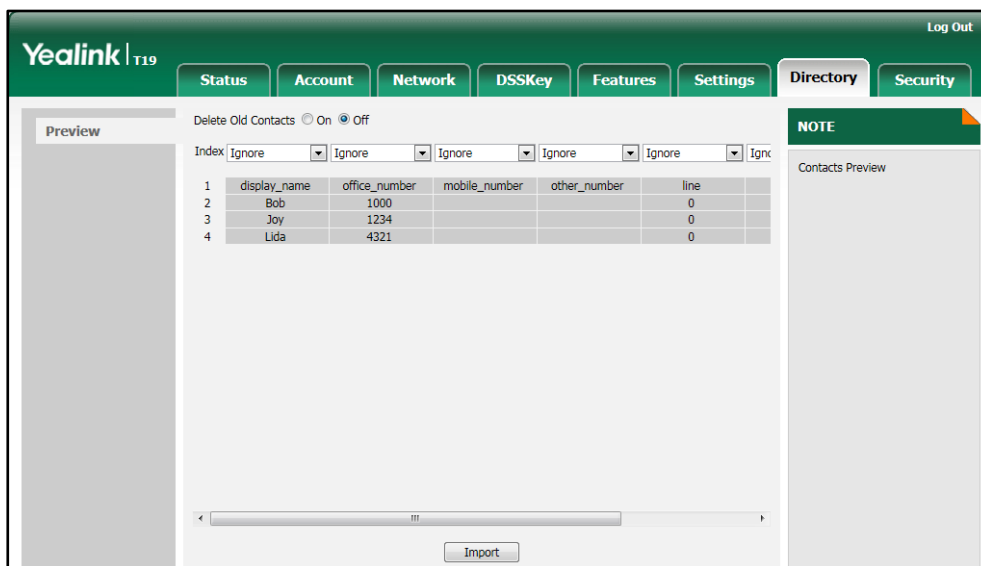 Log Out
Yealink | T19
Status Account Network DSSKey Features Settings Directory Security
Preview
Delete Old Contacts On Off
Index Ignore Ignore Ignore Ignore Ignore Igno
1 display_name office_number mobile_number other_number line
2 Bob 1000 0
3 Joy 1234 0
4 Lida 4321 0
Import
NOTE
Contacts Preview